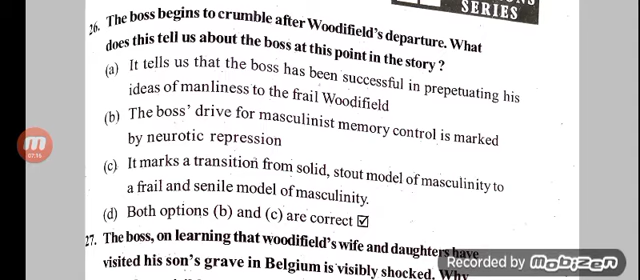 SERIES
26. The boss begins to crumble after Woodifield's departure. What
does this tell us about the boss at this point in the story ?
(a) It tells us that the boss has been successful in prepetuating his
ideas of manliness to the frail Woodifield
(b) The boss' drive for masculinist memory control is marked
by neurotic repression
(c) It marks a transition from solid, stout model of masculinity to
a frail and senile model of masculinity.
(d) Both options (b) and (c) are correct ☑
27. The boss, on learning that woodifield's wife and daughters have
visited his son's grave in Belgium is visibly shocked. Why
07:16
Recorded by Mobizen